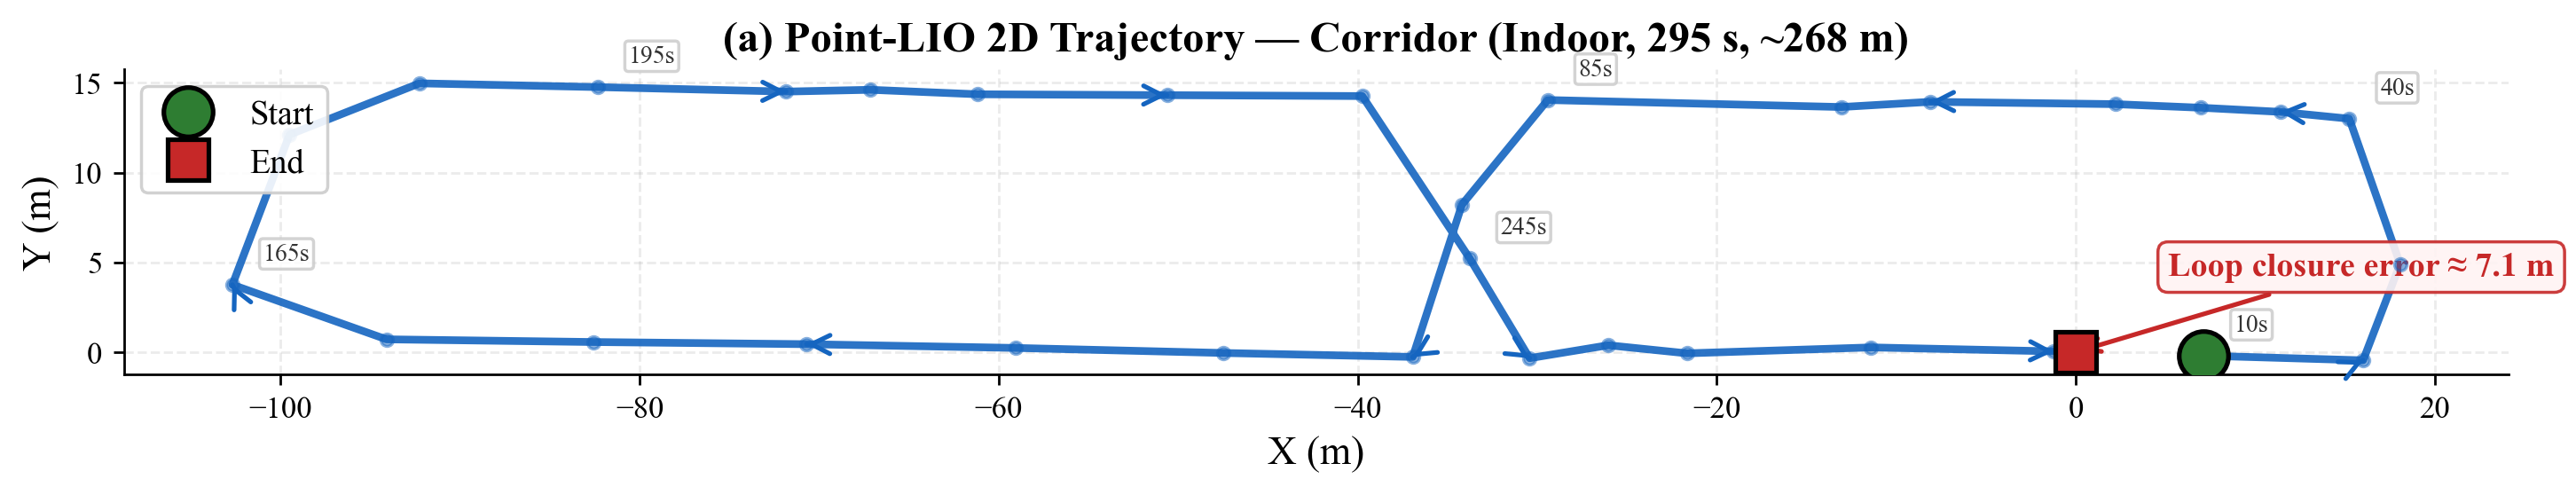 (a) Point-LIO 2D Trajectory — Corridor (Indoor, 295 s, ~268 m)
195s
85s
40s
Start
End
245s
165s
Loop closure error ≈ 7.1 m
10s
15
10
5
0
Y (m)
−100
−80
−60
−40
−20
0
20
X (m)